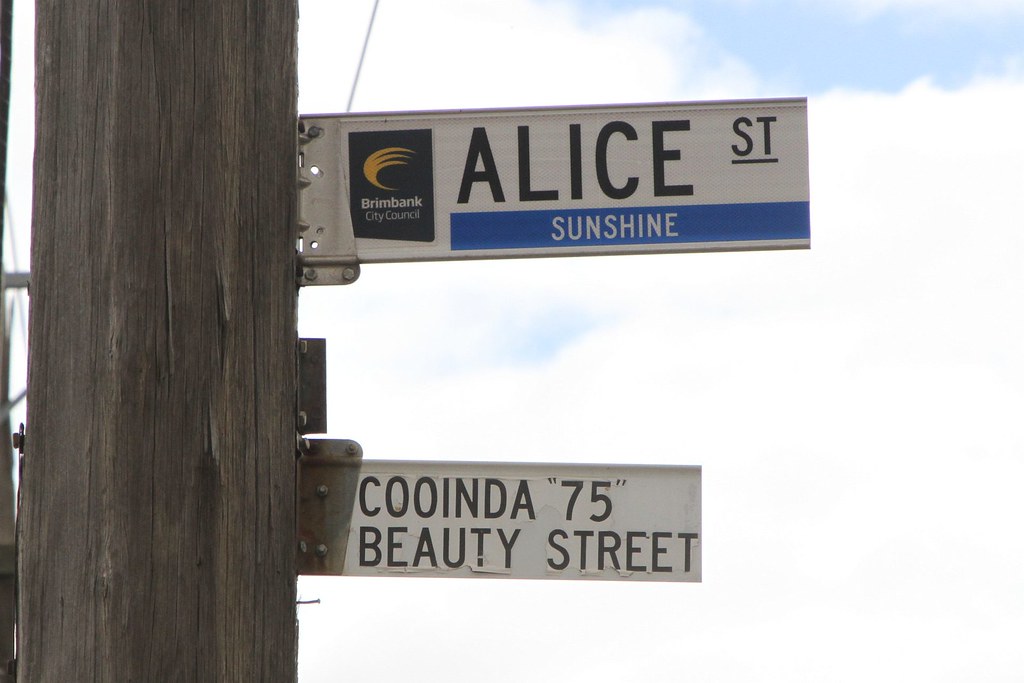 ALICE ST
Brimbank
City Council
SUNSHINE
COOINDA "75"
BEAUTY STREET